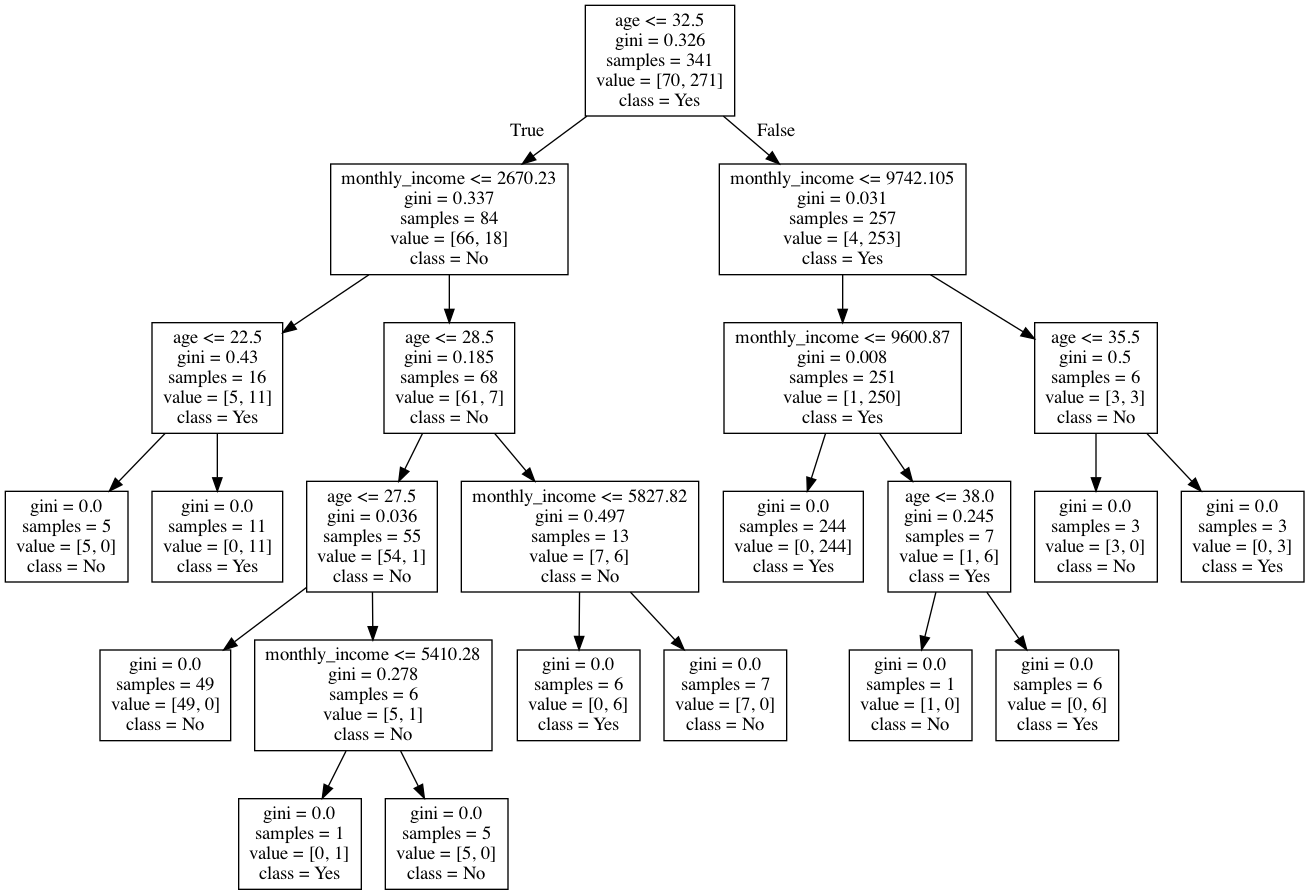 age <= 32.5
gini = 0.326
samples = 341
value = [70, 271]
class = Yes
True
False
monthly_income <= 2670.23
gini = 0.337
samples = 84
value = [66, 18]
class = No
monthly_income <= 9742.105
gini = 0.031
samples = 257
value = [4, 253]
class = Yes
age <= 22.5
gini = 0.43
samples = 16
value = [5, 11]
class = Yes
age <= 28.5
gini = 0.185
samples = 68
value = [61, 7]
class = No
monthly_income <= 9600.87
gini = 0.008
samples = 251
value = [1, 250]
class = Yes
age <= 35.5
gini = 0.5
samples = 6
value = [3, 3]
class = No
gini = 0.0
samples = 5
value = [5, 0]
class = No
gini = 0.0
samples = 11
value = [0, 11]
class = Yes
age <= 27.5
gini = 0.036
samples = 55
value = [54, 1]
class = No
monthly_income <= 5827.82
gini = 0.497
samples = 13
value = [7, 6]
class = No
gini = 0.0
samples = 244
value = [0, 244]
class = Yes
age <= 38.0
gini = 0.245
samples = 7
value = [1, 6]
class = Yes
gini = 0.0
samples = 3
value = [3, 0]
class = No
gini = 0.0
samples = 3
value = [0, 3]
class = Yes
gini = 0.0
samples = 49
value = [49, 0]
class = No
monthly_income <= 5410.28
gini = 0.278
samples = 6
value = [5, 1]
class = No
gini = 0.0
samples = 6
value = [0, 6]
class = Yes
gini = 0.0
samples = 7
value = [7, 0]
class = No
gini = 0.0
samples = 1
value = [1, 0]
class = No
gini = 0.0
samples = 6
value = [0, 6]
class = Yes
gini = 0.0
samples = 1
value = [0, 1]
class = Yes
gini = 0.0
samples = 5
value = [5, 0]
class = No